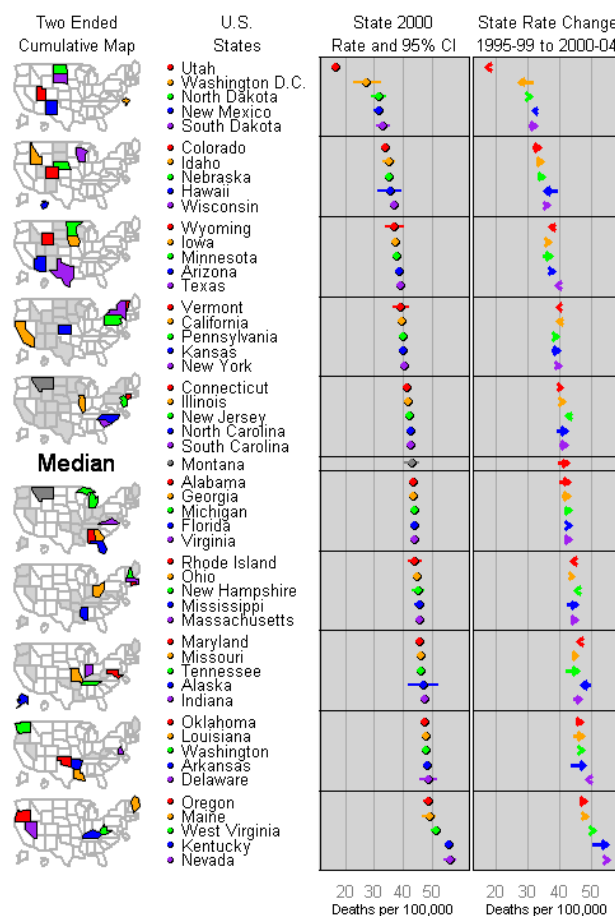 Two Ended
Cumulative Map
U.S.
States
State 2000
Rate and 95% CI
State Rate Change
1995-99 to 2000-04
Utah
Washington D.C.
North Dakota
New Mexico
South Dakota
Colorado
Idaho
Nebraska
Hawaii
Wisconsin
Wyoming
Iowa
Minnesota
Arizona
Texas
Vermont
California
Pennsylvania
Kansas
New York
Connecticut
Illinois
New Jersey
North Carolina
South Carolina
Median
Montana
Alabama
Georgia
Michigan
Florida
Virginia
Rhode Island
Ohio
New Hampshire
Mississippi
Massachusetts
Maryland
Missouri
Tennessee
Alaska
Indiana
Oklahoma
Louisiana
Washington
Arkansas
Delaware
Oregon
Maine
West Virginia
Kentucky
Nevada
20 30 40 50
Deaths per 100,000
20 30 40 50
Deaths per 100,000